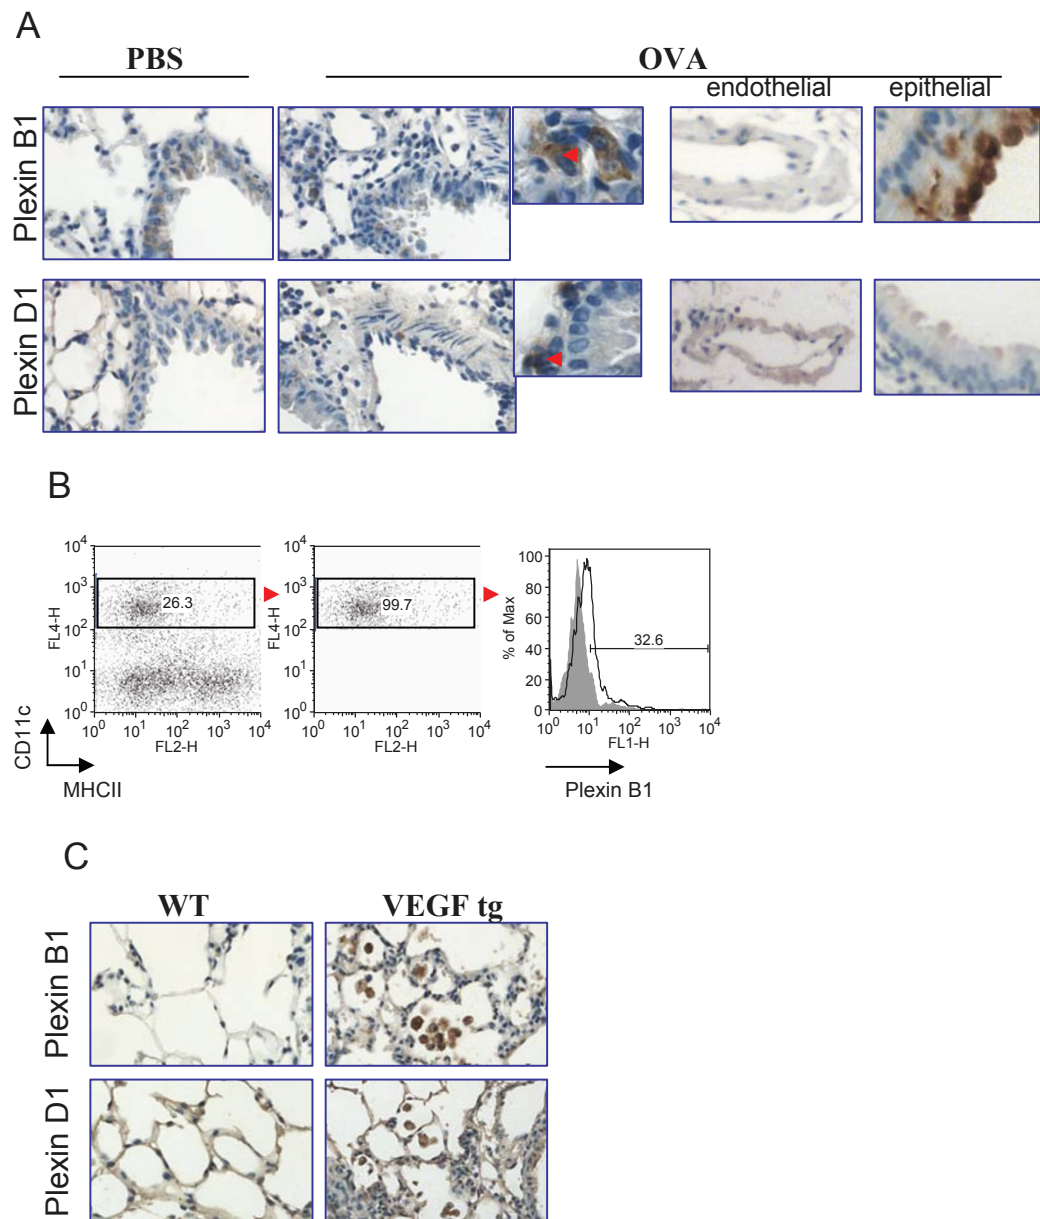 A
PBS
OVA
endothelial
epithelial
Plexin B1
Plexin D1
B
10^4
10^3
10^2
10^1
10^0
FL4-H
26.3
10^0 10^1 10^2 10^3 10^4
FL2-H
10^4
10^3
10^2
10^1
10^0
FL4-H
99.7
10^0 10^1 10^2 10^3 10^4
FL2-H
100
80
60
40
20
0
% of Max
32.6
10^0 10^1 10^2 10^3 10^4
FL1-H
CD11c
MHCII
Plexin B1
C
WT
VEGF tg
Plexin B1
Plexin D1